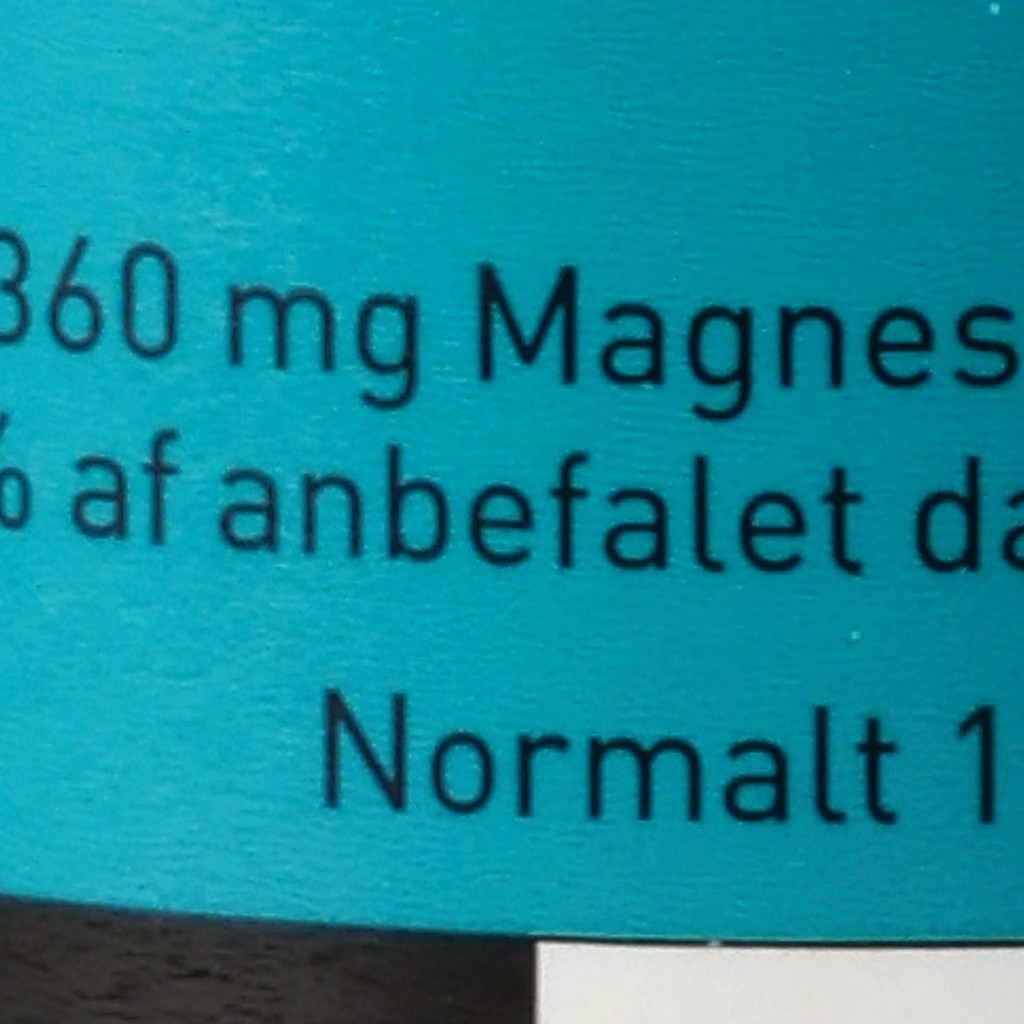 360 mg Magnes
% af anbefalet da
Normalt 1